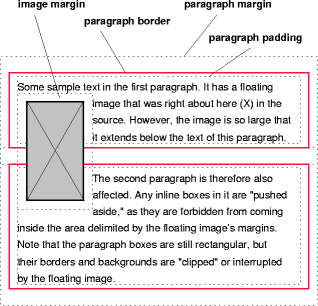 image margin
paragraph margin
paragraph border
paragraph padding
Some sample text in the first paragraph. It has a floating
image that was right about here (X) in the
source. However, the image is so large that
it extends below the text of this paragraph.
The second paragraph is therefore also
affected. Any inline boxes in it are "pushed
aside," as they are forbidden from coming
inside the area delimited by the floating image's margins.
Note that the paragraph boxes are still rectangular, but
their borders and backgrounds are "clipped" or interrupted
by the floating image.